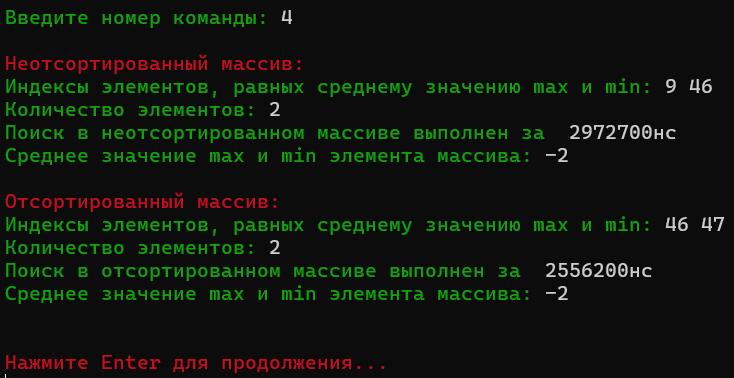 Введите номер команды: 4
Неотсортированный массив:
Индексы элементов, равных среднему значению max и min: 9 46
Количество элементов: 2
Поиск в неотсортированном массиве выполнен за  2972700нс
Среднее значение max и min элемента массива: -2
Отсортированный массив:
Индексы элементов, равных среднему значению max и min: 46 47
Количество элементов: 2
Поиск в отсортированном массиве выполнен за  2556200нс
Среднее значение max и min элемента массива: -2
Нажмите Enter для продолжения...